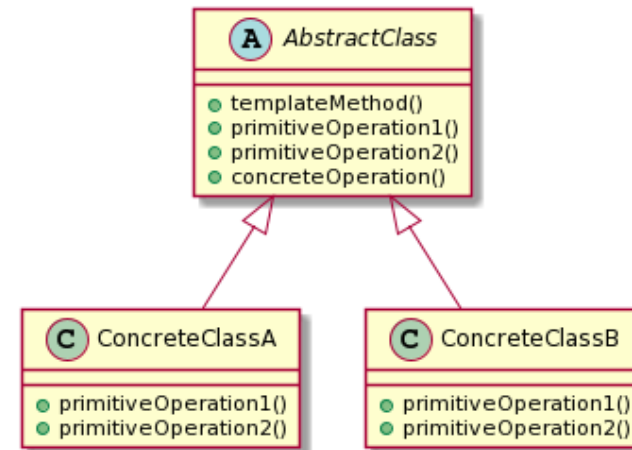 A AbstractClass
templateMethod()
primitiveOperation1()
primitiveOperation2()
concreteOperation()
C ConcreteClassA
primitiveOperation1()
primitiveOperation2()
C ConcreteClassB
primitiveOperation1()
primitiveOperation2()